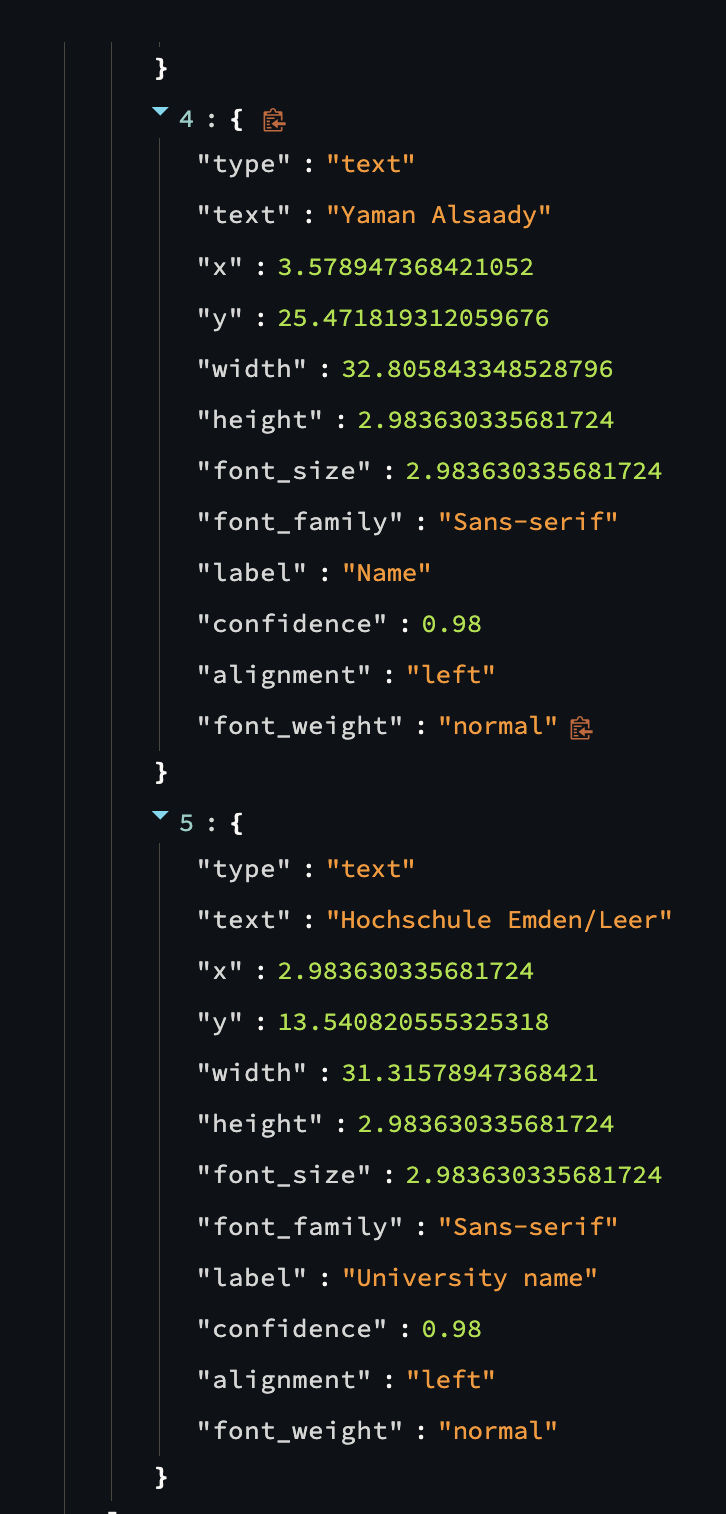 }
4 : {
"type" : "text"
"text" : "Yaman Alsaady"
"x" : 3.578947368421052
"y" : 25.471819312059676
"width" : 32.805843348528796
"height" : 2.983630335681724
"font_size" : 2.983630335681724
"font_family" : "Sans-serif"
"label" : "Name"
"confidence" : 0.98
"alignment" : "left"
"font_weight" : "normal"
}
5 : {
"type" : "text"
"text" : "Hochschule Emden/Leer"
"x" : 2.983630335681724
"y" : 13.540820555325318
"width" : 31.31578947368421
"height" : 2.983630335681724
"font_size" : 2.983630335681724
"font_family" : "Sans-serif"
"label" : "University name"
"confidence" : 0.98
"alignment" : "left"
"font_weight" : "normal"
}